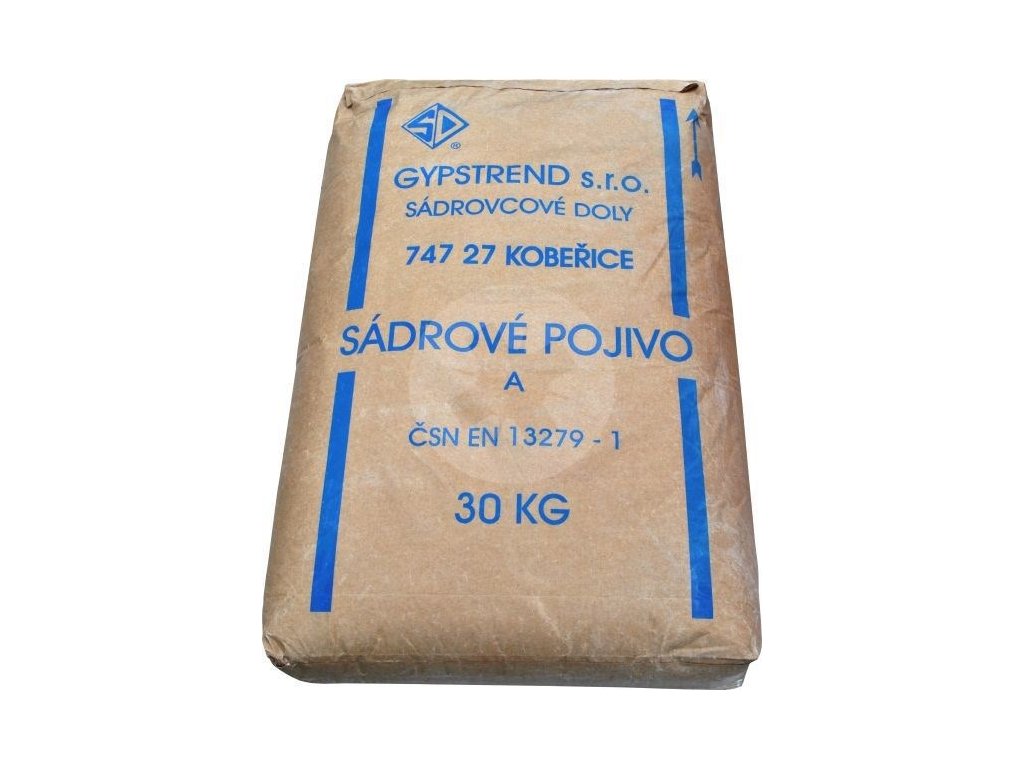 SD
®
GYPSTREND s.r.o.
SÁDROVCOVÉ DOLY
747 27 KOBEŘICE
SÁDROVÉ POJIVO
A
ČSN EN 13279 - 1
30 KG